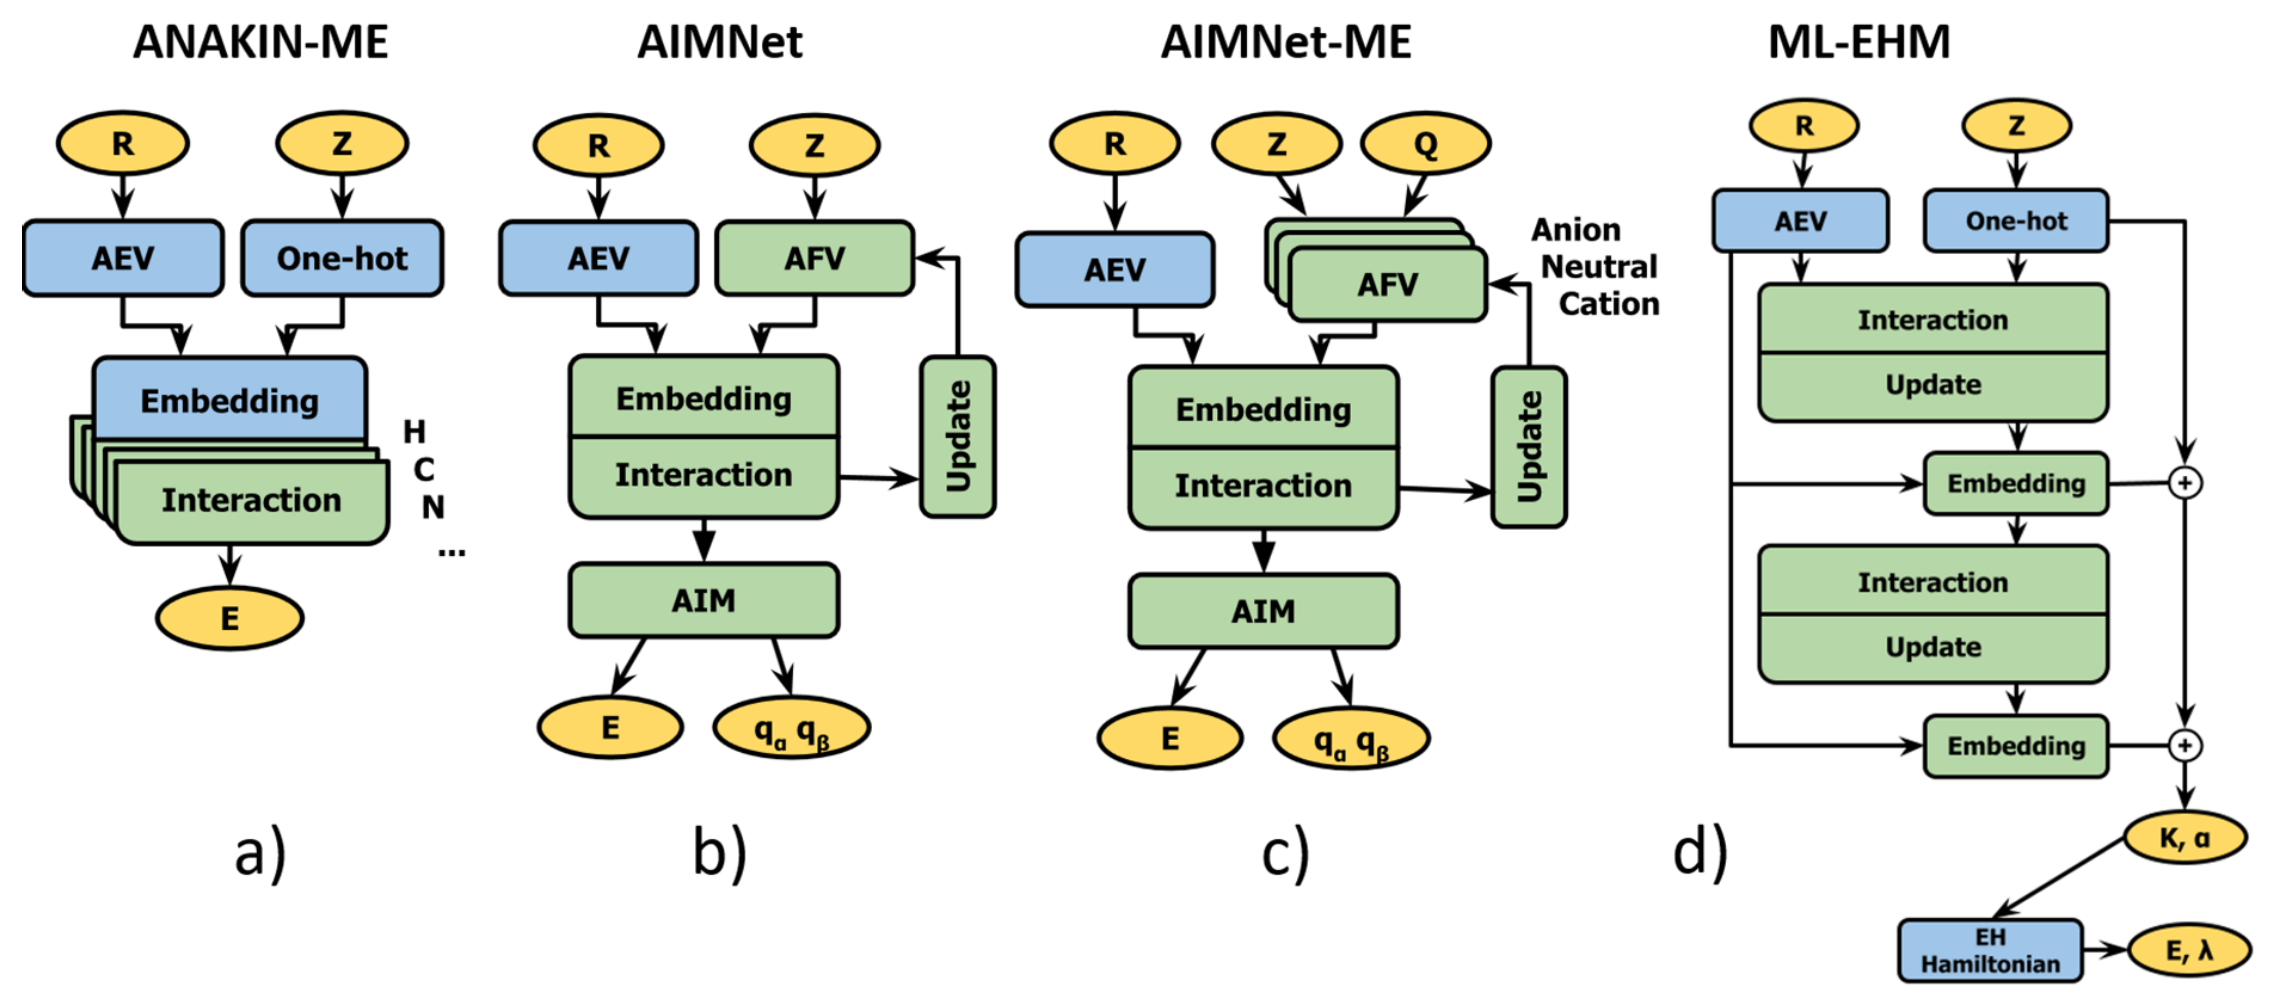 ANAKIN-ME
R
Z
AEV
One-hot
Embedding
Interaction
H
C
N
...
E
a)
AIMNet
R
Z
AEV
AFV
Embedding
Interaction
Update
AIM
E
qα qβ
b)
AIMNet-ME
R
Z
Q
AEV
AFV
Anion
Neutral
Cation
Embedding
Interaction
Update
AIM
E
qα qβ
c)
ML-EHM
R
Z
AEV
One-hot
Interaction
Update
Embedding
+
Interaction
Update
Embedding
+
K, α
EH
Hamiltonian
E, λ
d)